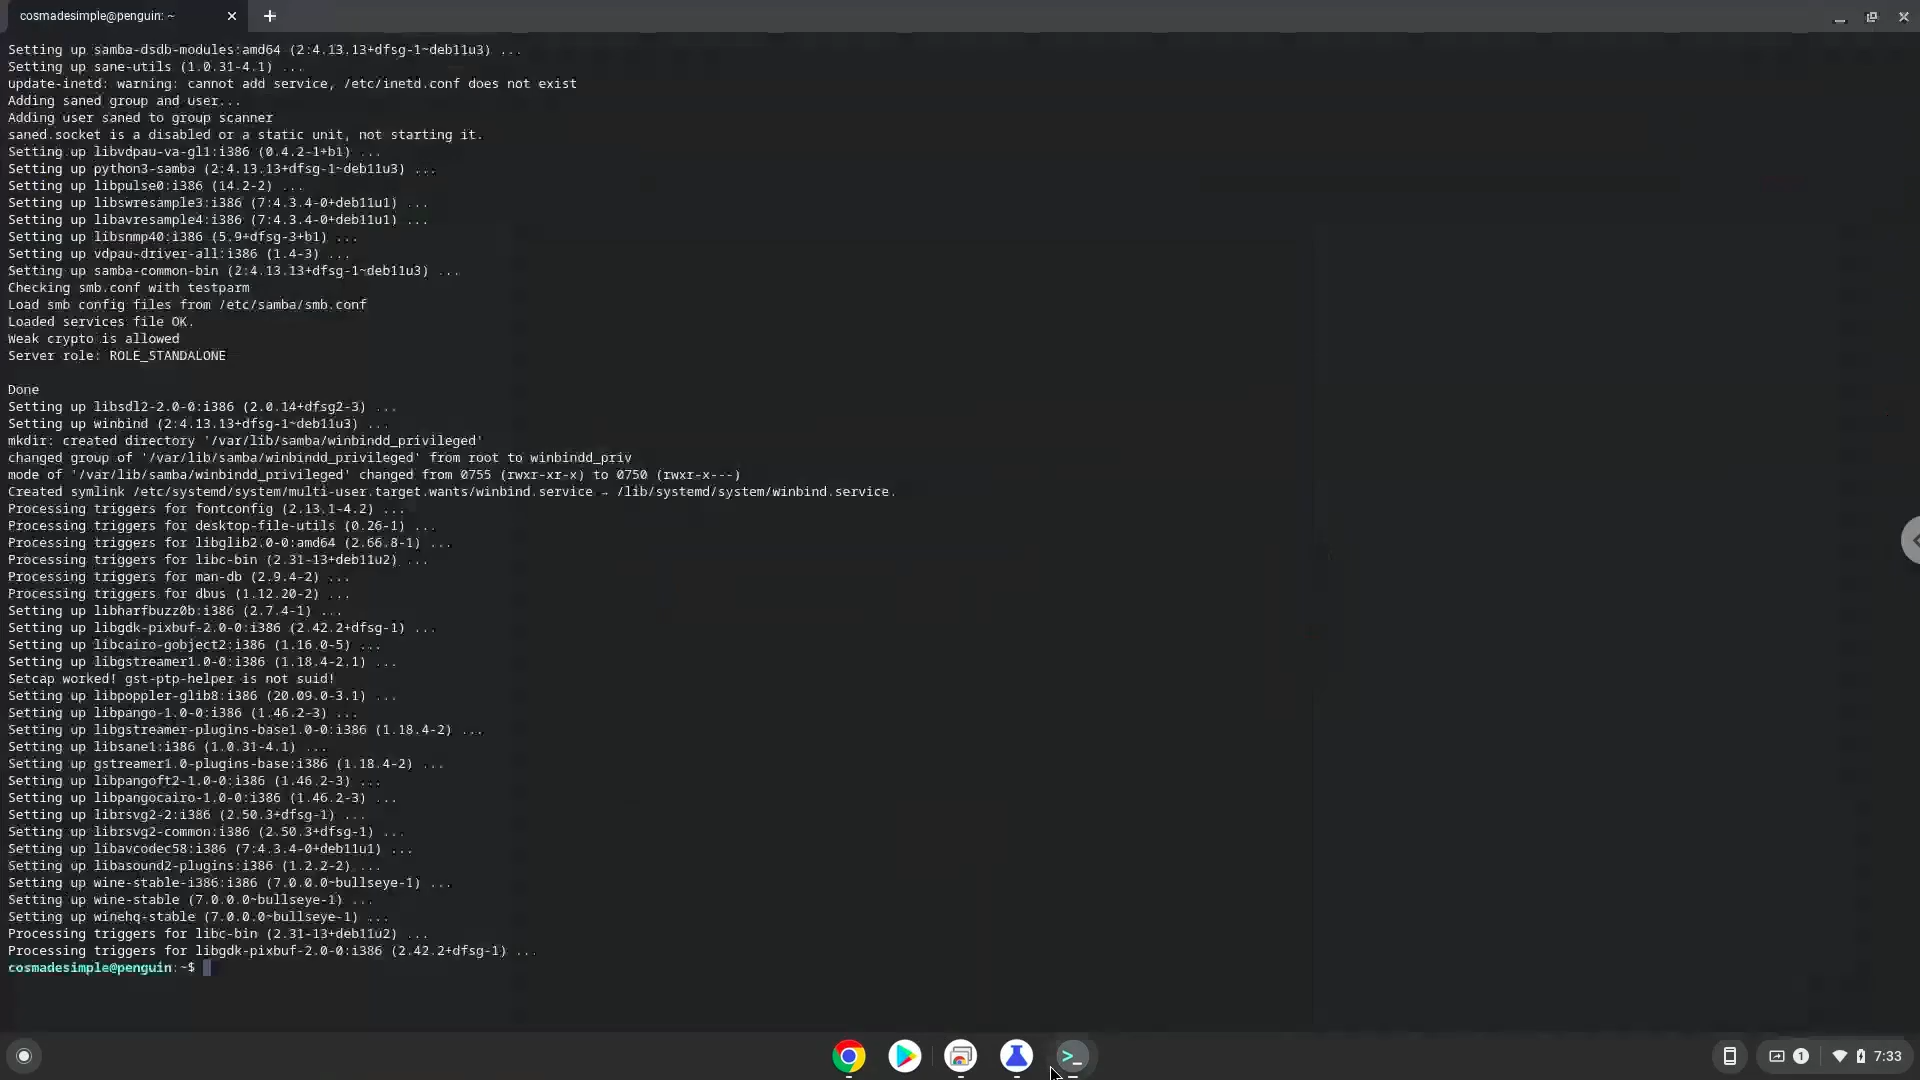 cosmadesimple@penguin: ~
Setting up samba-dsdb-modules:amd64 (2:4.13.13+dfsg-1~deb11u3) ...
Setting up sane-utils (1.0.31-4.1) ...
update-inetd: warning: cannot add service, /etc/inetd.conf does not exist
Adding saned group and user...
Adding user saned to group scanner
saned.socket is a disabled or a static unit, not starting it.
Setting up libvdpau-va-gl1:i386 (0.4.2-1+b1) ...
Setting up python3-samba (2:4.13.13+dfsg-1~deb11u3) ...
Setting up libpulse0:i386 (14.2-2) ...
Setting up libswresample3:i386 (7:4.3.4-0+deb11u1) ...
Setting up libavresample4:i386 (7:4.3.4-0+deb11u1) ...
Setting up libsnmp40:i386 (5.9+dfsg-3+b1) ...
Setting up vdpau-driver-all:i386 (1.4-3) ...
Setting up samba-common-bin (2:4.13.13+dfsg-1~deb11u3) ...
Checking smb.conf with testparm
Load smb config files from /etc/samba/smb.conf
Loaded services file OK.
Weak crypto is allowed
Server role: ROLE_STANDALONE
Done
Setting up libsdl2-2.0-0:i386 (2.0.14+dfsg2-3) ...
Setting up winbind (2:4.13.13+dfsg-1~deb11u3) ...
mkdir: created directory '/var/lib/samba/winbindd_privileged'
changed group of '/var/lib/samba/winbindd_privileged' from root to winbindd_priv
mode of '/var/lib/samba/winbindd_privileged' changed from 0755 (rwxr-xr-x) to 0750 (rwxr-x---)
Created symlink /etc/systemd/system/multi-user.target.wants/winbind.service → /lib/systemd/system/winbind.service.
Processing triggers for fontconfig (2.13.1-4.2) ...
Processing triggers for desktop-file-utils (0.26-1) ...
Processing triggers for libglib2.0-0:amd64 (2.66.8-1) ...
Processing triggers for libc-bin (2.31-13+deb11u2) ...
Processing triggers for man-db (2.9.4-2) ...
Processing triggers for dbus (1.12.20-2) ...
Setting up libharfbuzz0b:i386 (2.7.4-1) ...
Setting up libgdk-pixbuf-2.0-0:i386 (2.42.2+dfsg-1) ...
Setting up libcairo-gobject2:i386 (1.16.0-5) ...
Setting up libgstreamer1.0-0:i386 (1.18.4-2.1) ...
Setcap worked! gst-ptp-helper is not suid!
Setting up libpoppler-glib8:i386 (20.09.0-3.1) ...
Setting up libpango-1.0-0:i386 (1.46.2-3) ...
Setting up libgstreamer-plugins-base1.0-0:i386 (1.18.4-2) ...
Setting up libsane1:i386 (1.0.31-4.1) ...
Setting up gstreamer1.0-plugins-base:i386 (1.18.4-2) ...
Setting up libpangoft2-1.0-0:i386 (1.46.2-3) ...
Setting up libpangocairo-1.0-0:i386 (1.46.2-3) ...
Setting up librsvg2-2:i386 (2.50.3+dfsg-1) ...
Setting up librsvg2-common:i386 (2.50.3+dfsg-1) ...
Setting up libavcodec58:i386 (7:4.3.4-0+deb11u1) ...
Setting up libasound2-plugins:i386 (1.2.2-2) ...
Setting up wine-stable-i386:i386 (7.0.0.0~bullseye-1) ...
Setting up wine-stable (7.0.0.0~bullseye-1) ...
Setting up winehq-stable (7.0.0.0~bullseye-1) ...
Processing triggers for libc-bin (2.31-13+deb11u2) ...
Processing triggers for libgdk-pixbuf-2.0-0:i386 (2.42.2+dfsg-1) ...
cosmadesimple@penguin:~$
1 7:33